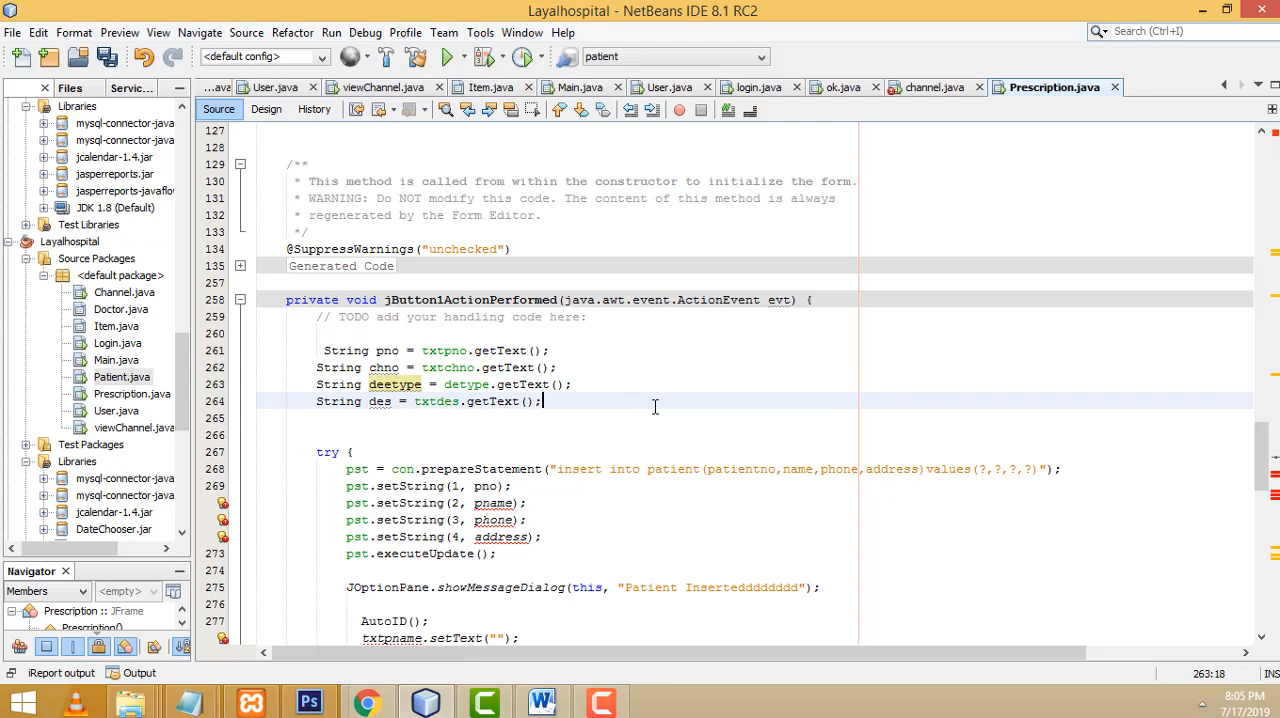 Layalhospital - NetBeans IDE 8.1 RC2
File Edit Format Preview View Navigate Source Refactor Run Debug Profile Team Tools Window Help
Search (Ctrl+I)
<default config>
patient
Files Servic...
...ava User.java viewChannel.java Item.java Main.java User.java login.java ok.java channel.java Prescription.java
Source Design History
Libraries
mysql-connector-java
mysql-connector-java
jcalendar-1.4.jar
jasperreports.jar
jasperreports-javaflo
JDK 1.8 (Default)
Test Libraries
Layalhospital
Source Packages
<default package>
Channel.java
Doctor.java
Item.java
Login.java
Main.java
Patient.java
Prescription.java
User.java
viewChannel.java
Test Packages
Libraries
mysql-connector-java
mysql-connector-java
jcalendar-1.4.jar
DateChooser.jar
Navigator
Members <empty>
Prescription :: JFrame
Prescription()
127
128
129 /**
130 * This method is called from within the constructor to initialize the form.
131 * WARNING: Do NOT modify this code. The content of this method is always
132 * regenerated by the Form Editor.
133 */
134 @SuppressWarnings("unchecked")
135 Generated Code
257
258 private void jButton1ActionPerformed(java.awt.event.ActionEvent evt) {
259 // TODO add your handling code here:
260
261 String pno = txtpno.getText();
262 String chno = txtchno.getText();
263 String deetype = detype.getText();
264 String des = txtdes.getText();
265
266
267 try {
268 pst = con.prepareStatement("insert into patient(patientno,name,phone,address)values(?,?,?,?)");
269 pst.setString(1, pno);
pst.setString(2, pname);
pst.setString(3, phone);
pst.setString(4, address);
273 pst.executeUpdate();
274
275 JOptionPane.showMessageDialog(this, "Patient Insertedddddddd");
276
277 AutoID();
txtpname.setText("");
iReport output Output
263:18 INS
8:05 PM
7/17/2019